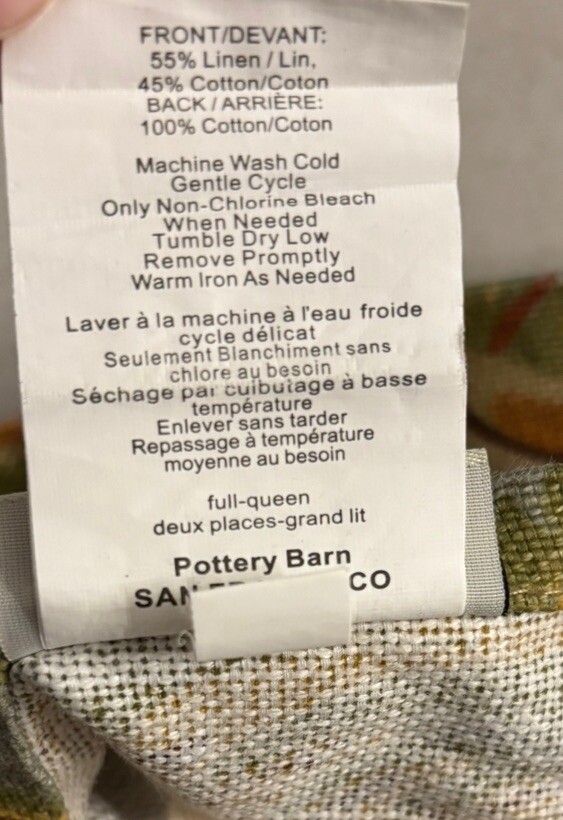 FRONT/DEVANT:
55% Linen / Lin,
45% Cotton/Coton
BACK / ARRIÈRE:
100% Cotton/Coton
Machine Wash Cold
Gentle Cycle
Only Non-Chlorine Bleach
When Needed
Tumble Dry Low
Remove Promptly
Warm Iron As Needed
Laver à la machine à l'eau froide
cycle délicat
Seulement Blanchiment sans
chlore au besoin
Séchage par cuibutage à basse
température
Enlever sans tarder
Repassage à température
moyenne au besoin
full-queen
deux places-grand lit
Pottery Barn
SAN